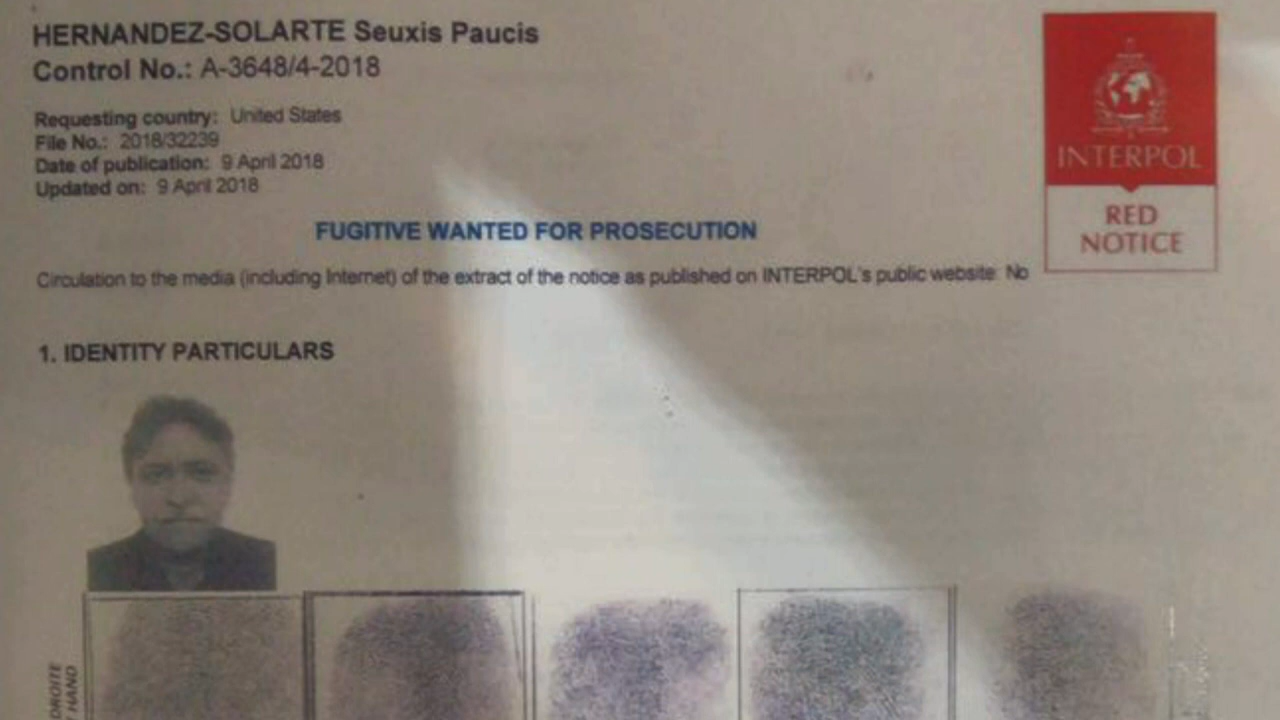 HERNANDEZ-SOLARTE Seuxis Paucis
Control No.: A-3648/4-2018
Requesting country: United States
File No.: 2018/32239
Date of publication: 9 April 2018
Updated on: 9 April 2018
INTERPOL
RED
NOTICE
FUGITIVE WANTED FOR PROSECUTION
Circulation to the media (including Internet) of the extract of the notice as published on INTERPOL's public website: No
1. IDENTITY PARTICULARS
DROITE
HAND